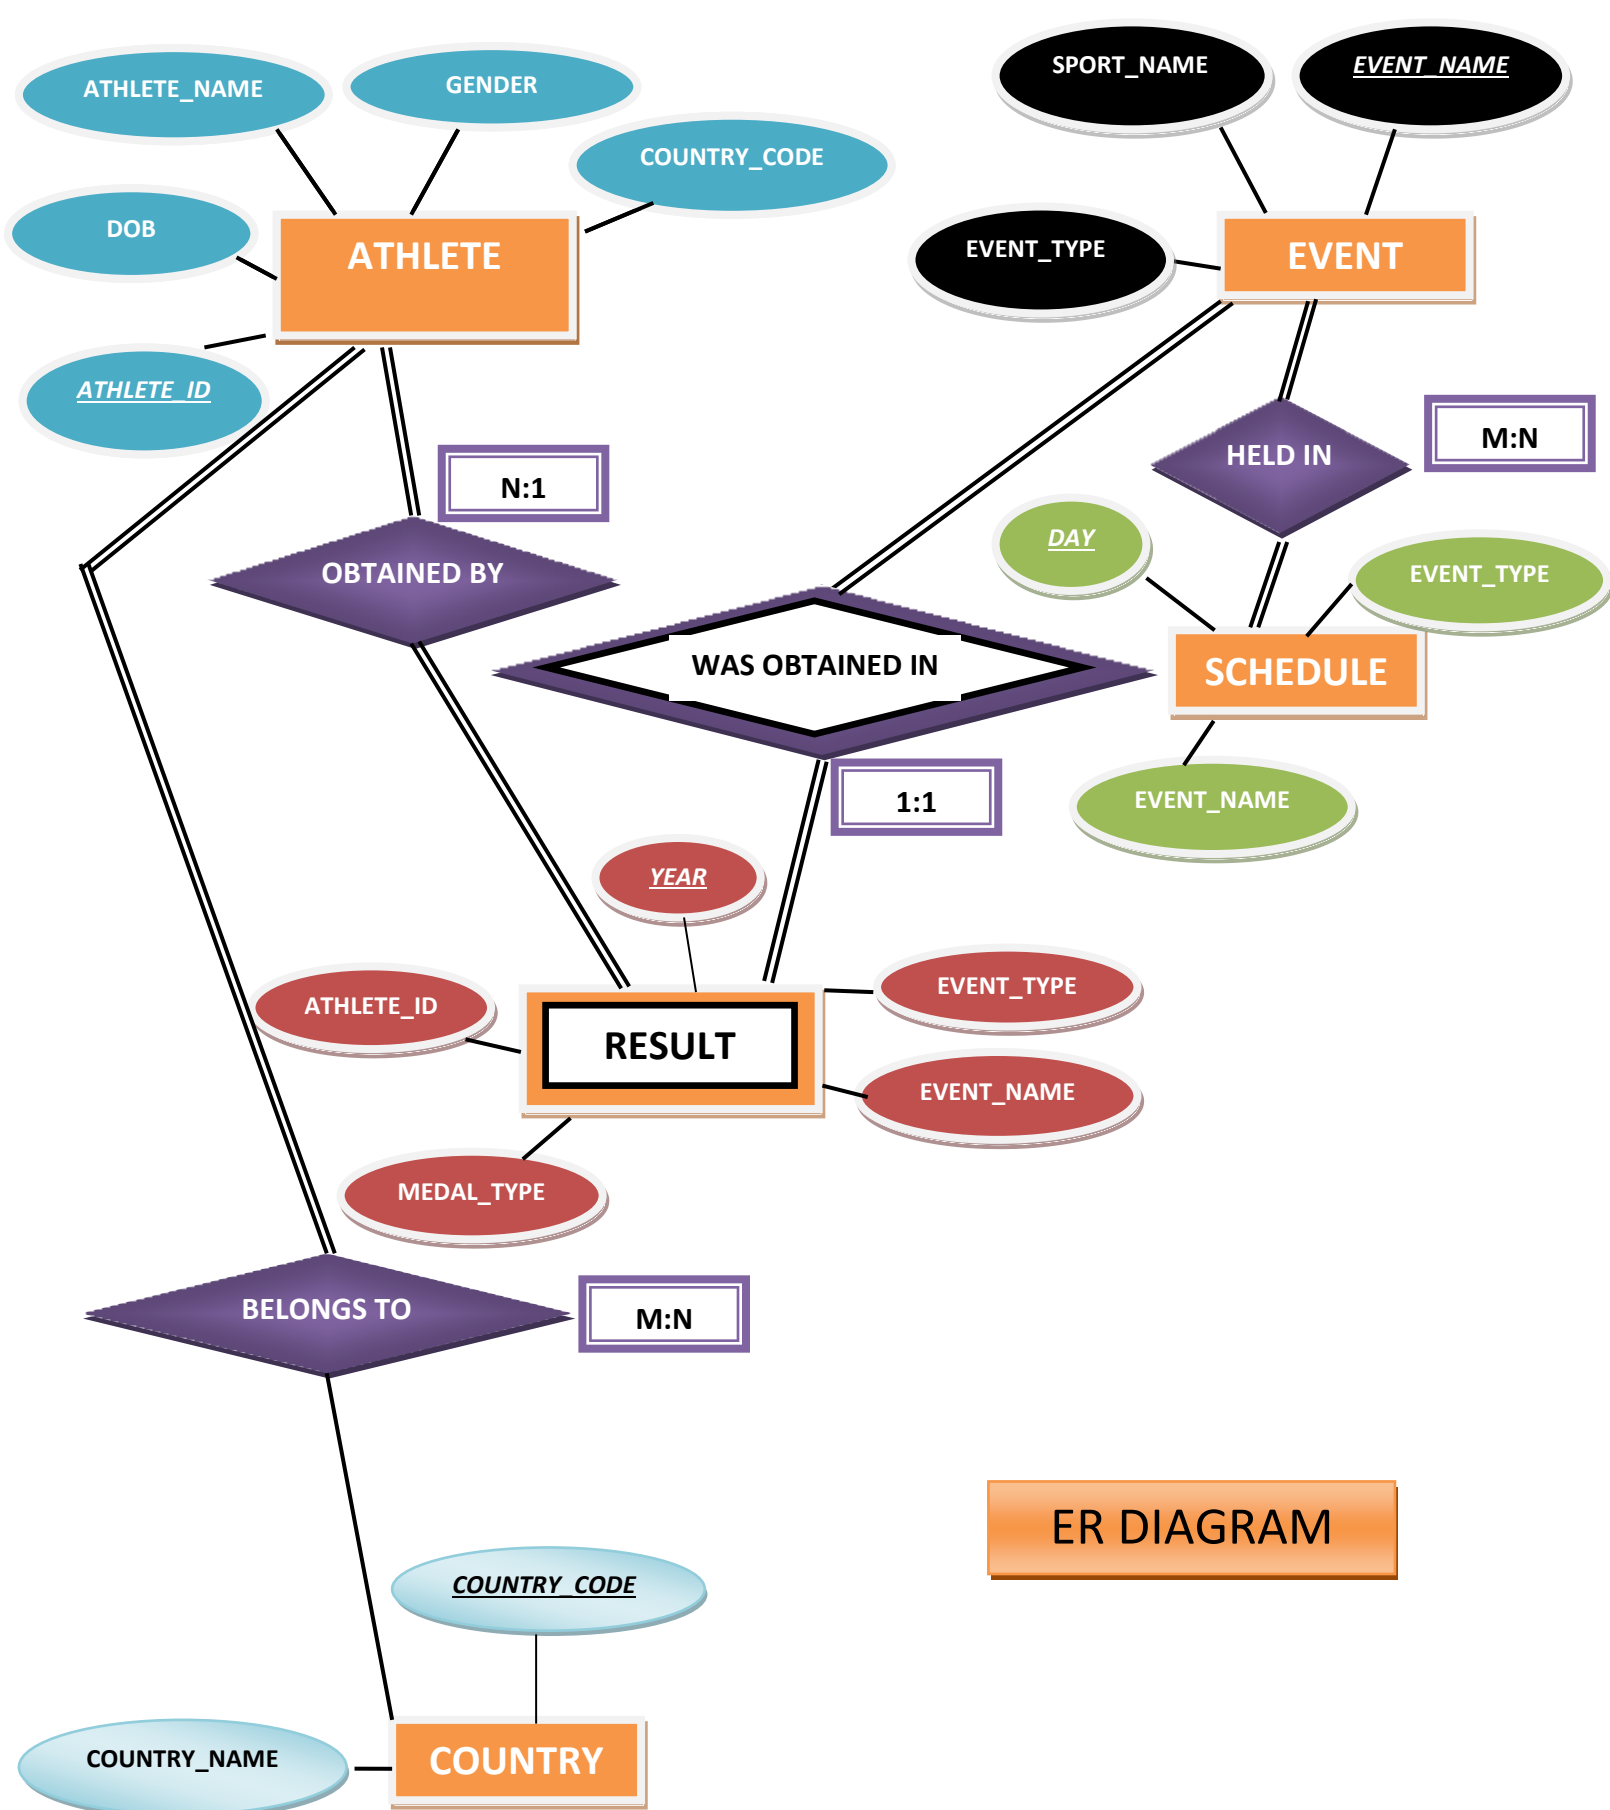 SPORT_NAME
EVENT_NAME
ATHLETE_NAME
GENDER
COUNTRY_CODE
DOB
ATHLETE
EVENT_TYPE
EVENT
ATHLETE_ID
M:N
HELD IN
N:1
DAY
OBTAINED BY
EVENT_TYPE
WAS OBTAINED IN
SCHEDULE
1:1
EVENT_NAME
YEAR
ATHLETE_ID
EVENT_TYPE
RESULT
EVENT_NAME
MEDAL_TYPE
BELONGS TO
M:N
ER DIAGRAM
COUNTRY_CODE
COUNTRY_NAME
COUNTRY